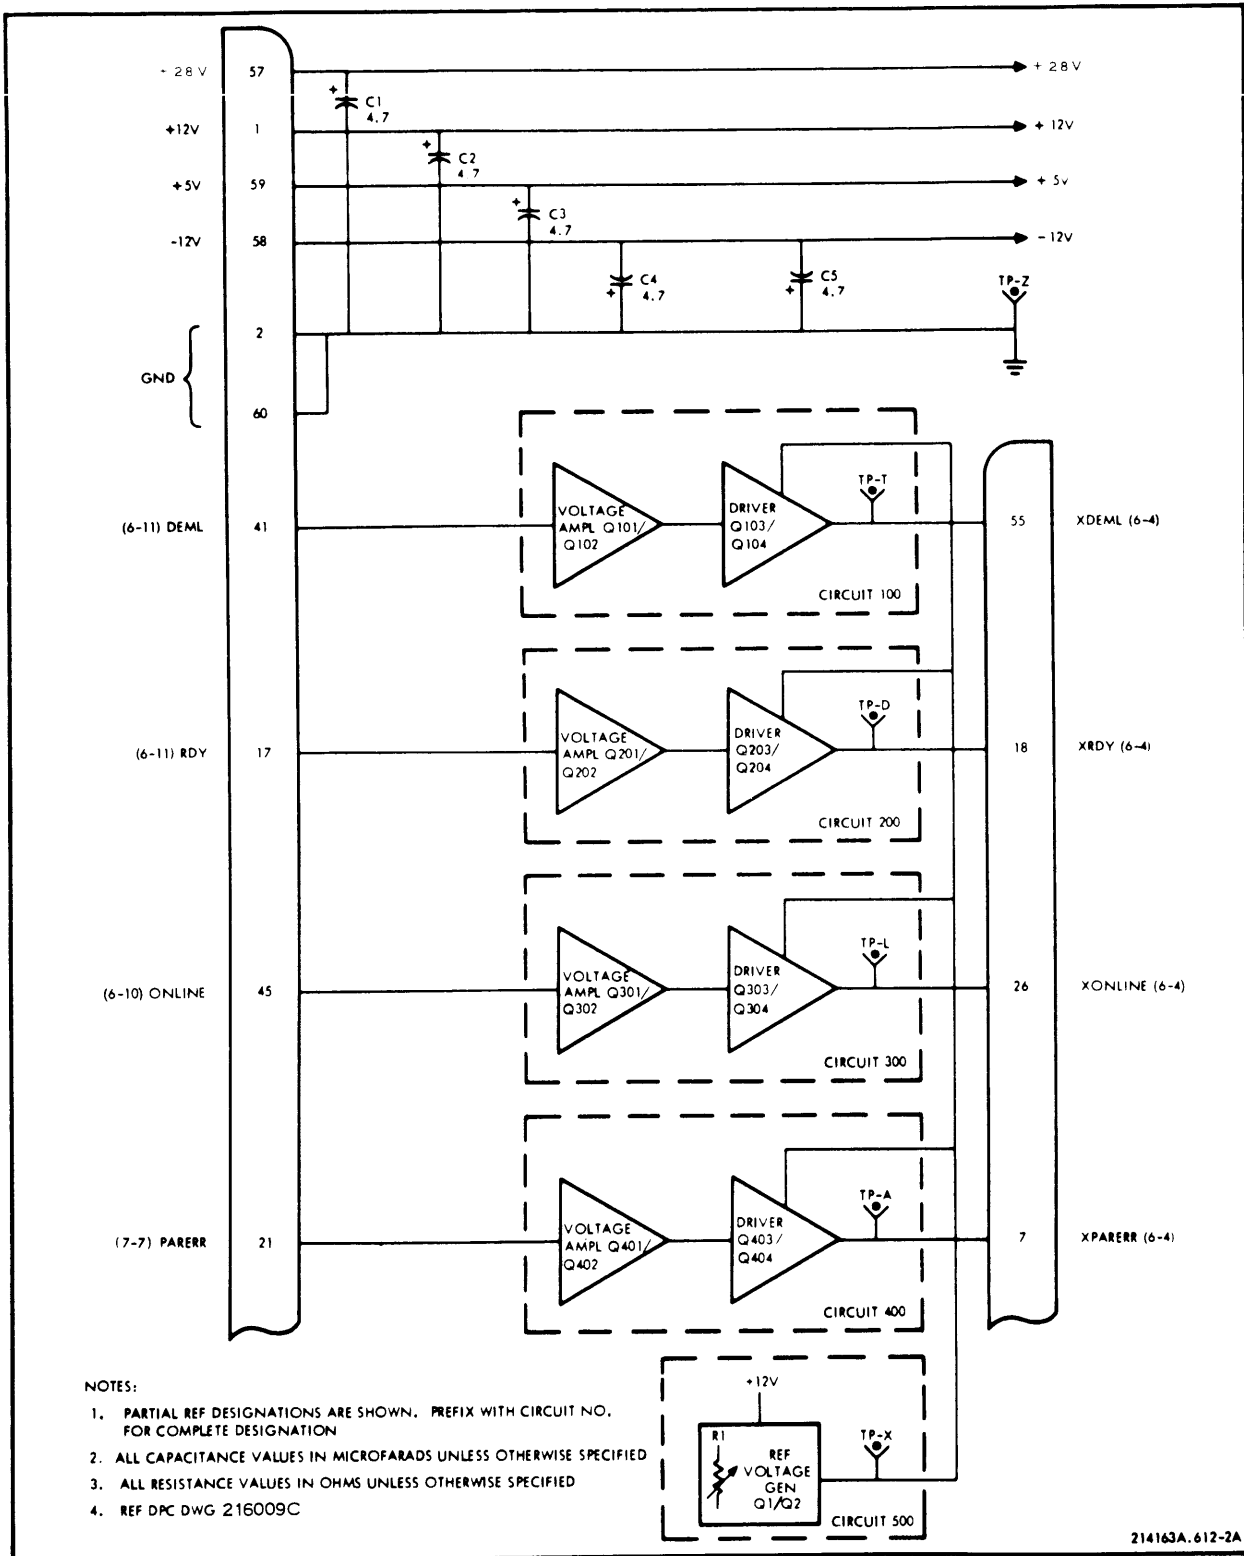 + 28V 57 + 28V
+ C1
4.7
+12V 1 + 12V
+ C2
4.7
+5V 59 + 5v
+ C3
4.7
-12V 58 -12V
C4
+ 4.7
C5
+ 4.7
TP-Z
2
GND
60
(6-11) DEML 41
VOLTAGE
AMPL Q101/
Q102
DRIVER
Q103/
Q104
TP-T
55 XDEML (6-4)
CIRCUIT 100
(6-11) RDY 17
VOLTAGE
AMPL Q201/
Q202
DRIVER
Q203/
Q204
TP-D
18 XRDY (6-4)
CIRCUIT 200
(6-10) ONLINE 45
VOLTAGE
AMPL Q301/
Q302
DRIVER
Q303/
Q304
TP-L
26 XONLINE (6-4)
CIRCUIT 300
(7-7) PARERR 21
VOLTAGE
AMPL Q401/
Q402
DRIVER
Q403/
Q404
TP-A
7 XPARERR (6-4)
CIRCUIT 400
+12V
R1
REF
VOLTAGE
GEN
Q1/Q2
TP-X
CIRCUIT 500
NOTES:
1. PARTIAL REF DESIGNATIONS ARE SHOWN. PREFIX WITH CIRCUIT NO.
FOR COMPLETE DESIGNATION
2. ALL CAPACITANCE VALUES IN MICROFARADS UNLESS OTHERWISE SPECIFIED
3. ALL RESISTANCE VALUES IN OHMS UNLESS OTHERWISE SPECIFIED
4. REF DPC DWG 216009C
214163A.612-2A